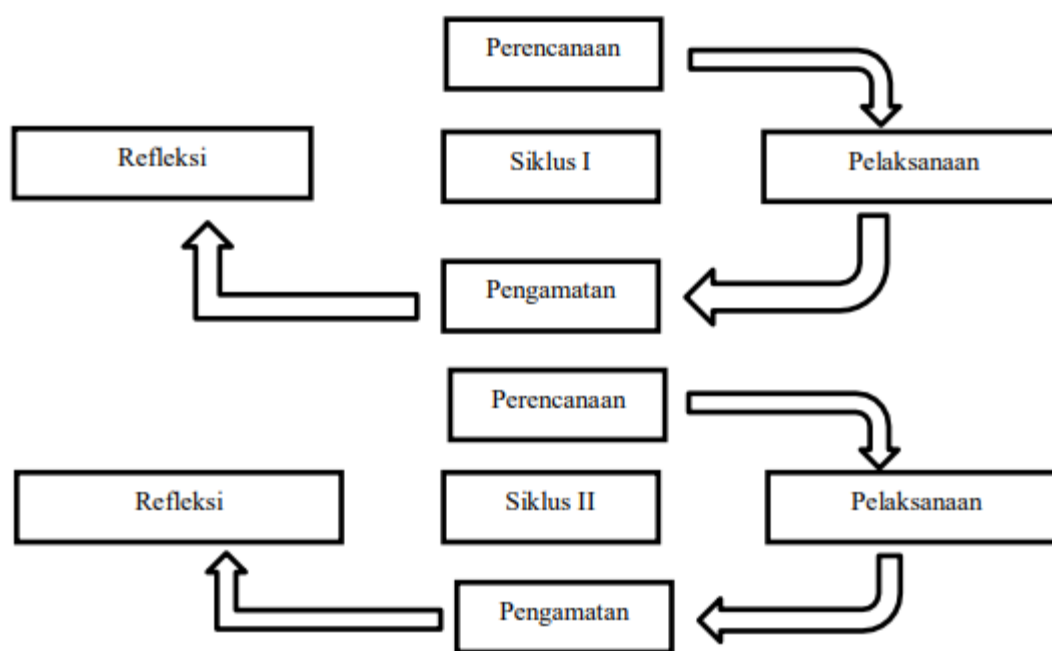 Perencanaan
Refleksi
Siklus I
Pelaksanaan
Pengamatan
Perencanaan
Refleksi
Siklus II
Pelaksanaan
Pengamatan